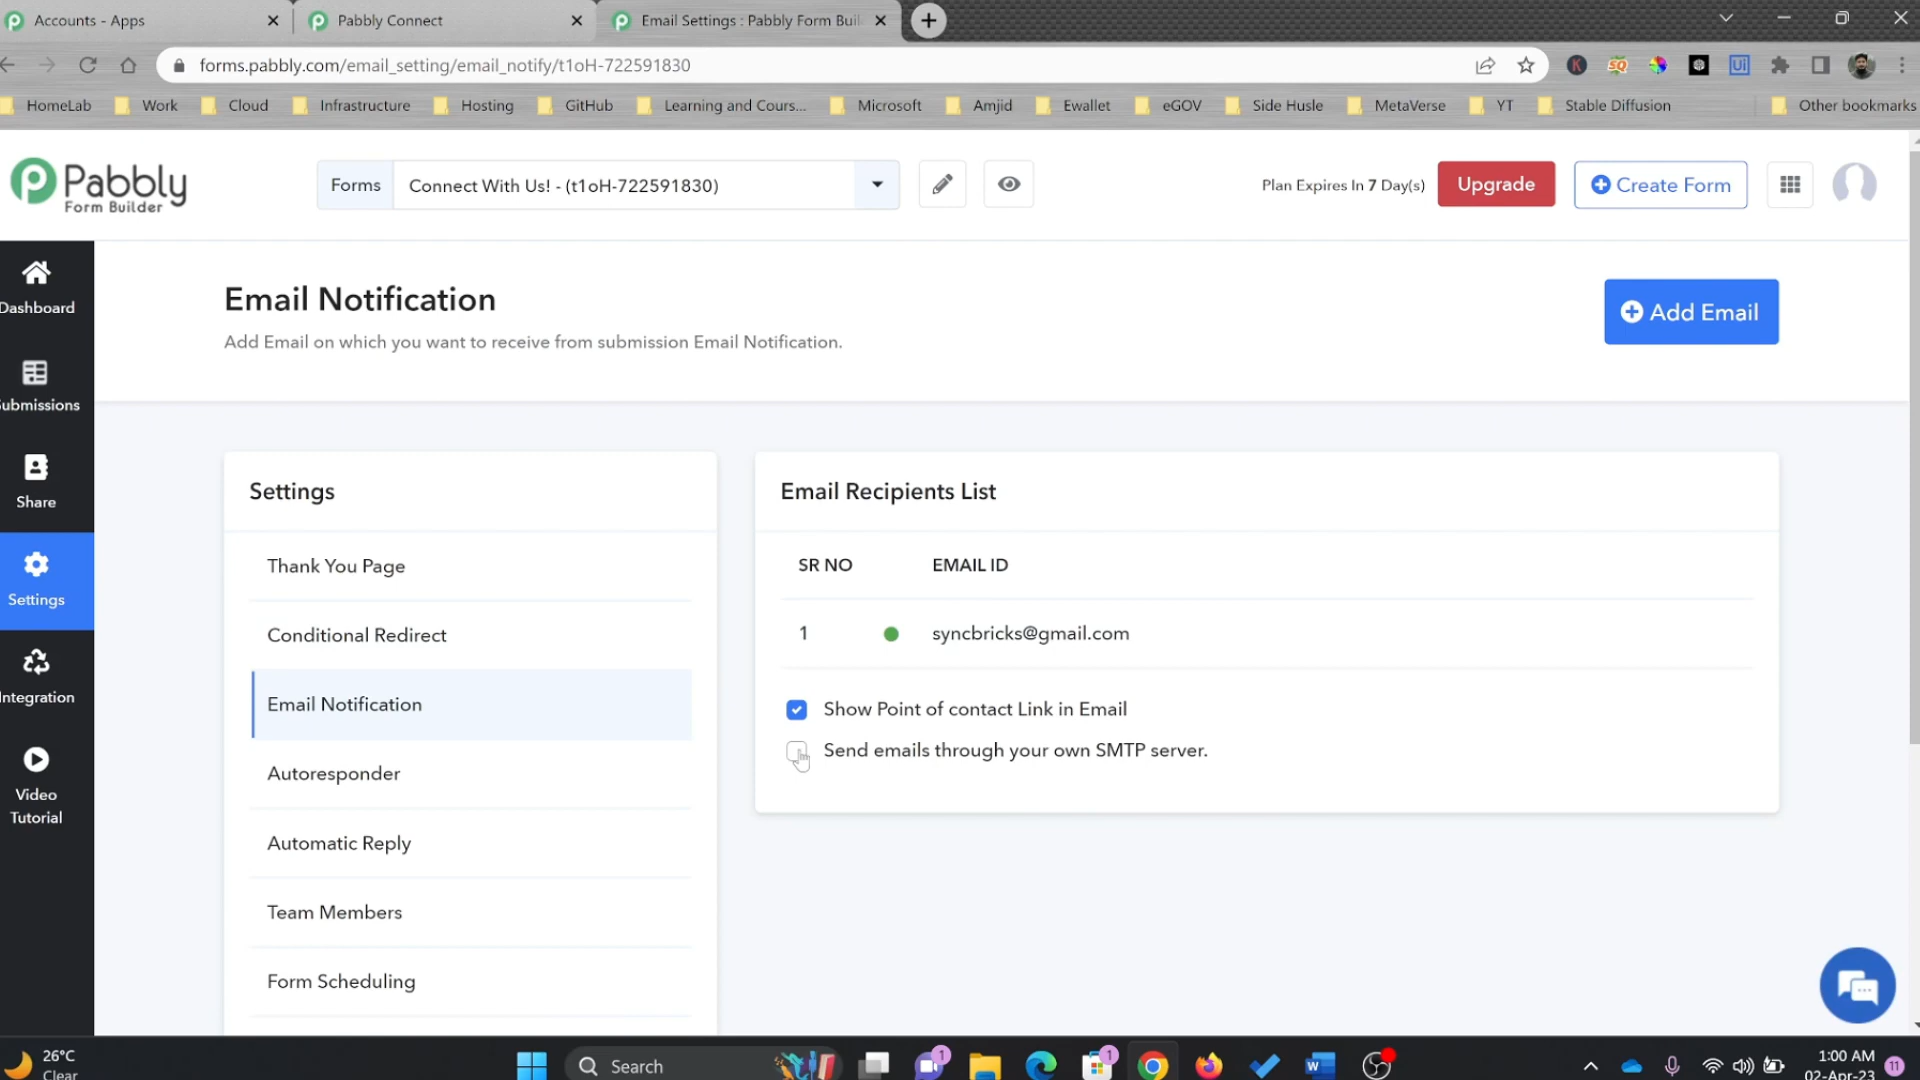 Accounts - Apps
Pabbly Connect
Email Settings : Pabbly Form Buil
forms.pabbly.com/email_setting/email_notify/t1oH-722591830
HomeLab Work Cloud Infrastructure Hosting GitHub Learning and Cours... Microsoft Amjid Ewallet eGOV Side Husle MetaVerse YT Stable Diffusion Other bookmarks
Pabbly
Form Builder
Forms
Connect With Us! - (t1oH-722591830)
Plan Expires In 7 Day(s)
Upgrade
Create Form
Dashboard
ubmissions
Share
Settings
Integration
Video
Tutorial
Email Notification
Add Email on which you want to receive from submission Email Notification.
Add Email
Settings
Thank You Page
Conditional Redirect
Email Notification
Autoresponder
Automatic Reply
Team Members
Form Scheduling
Email Recipients List
SR NO EMAIL ID
1 syncbricks@gmail.com
Show Point of contact Link in Email
Send emails through your own SMTP server.
26°C
Clear
Search
1
1
1:00 AM
02-Apr-23
11